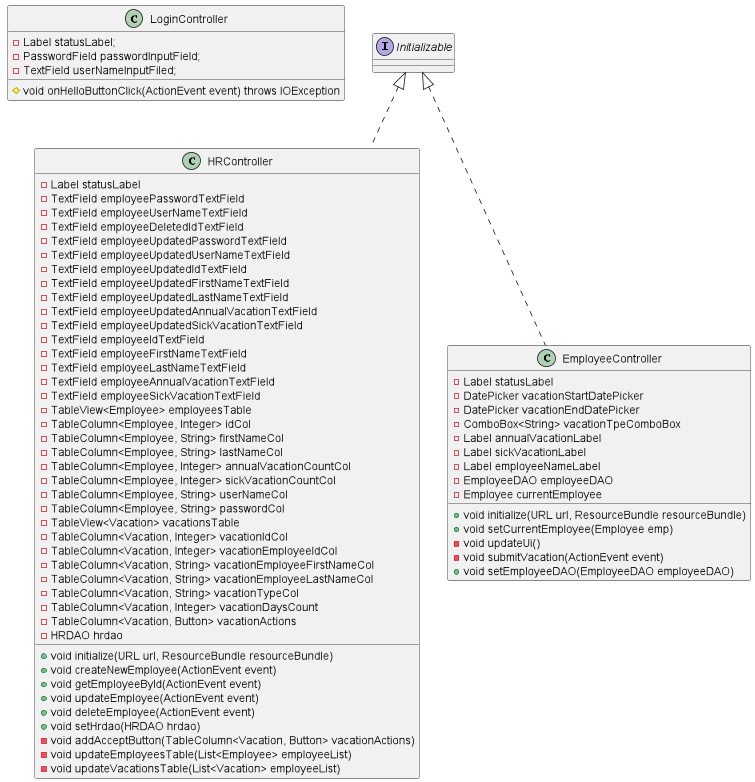 C LoginController
Label statusLabel;
PasswordField passwordInputField;
TextField userNameInputFiled;
void onHelloButtonClick(ActionEvent event) throws IOException
I Initializable
C HRController
Label statusLabel
TextField employeePasswordTextField
TextField employeeUserNameTextField
TextField employeeDeletedIdTextField
TextField employeeUpdatedPasswordTextField
TextField employeeUpdatedUserNameTextField
TextField employeeUpdatedIdTextField
TextField employeeUpdatedFirstNameTextField
TextField employeeUpdatedLastNameTextField
TextField employeeUpdatedAnnualVacationTextField
TextField employeeUpdatedSickVacationTextField
TextField employeeIdTextField
TextField employeeFirstNameTextField
TextField employeeLastNameTextField
TextField employeeAnnualVacationTextField
TextField employeeSickVacationTextField
TableView<Employee> employeesTable
TableColumn<Employee, Integer> idCol
TableColumn<Employee, String> firstNameCol
TableColumn<Employee, String> lastNameCol
TableColumn<Employee, Integer> annualVacationCountCol
TableColumn<Employee, Integer> sickVacationCountCol
TableColumn<Employee, String> userNameCol
TableColumn<Employee, String> passwordCol
TableView<Vacation> vacationsTable
TableColumn<Vacation, Integer> vacationIdCol
TableColumn<Vacation, Integer> vacationEmployeeIdCol
TableColumn<Vacation, String> vacationEmployeeFirstNameCol
TableColumn<Vacation, String> vacationEmployeeLastNameCol
TableColumn<Vacation, String> vacationTypeCol
TableColumn<Vacation, Integer> vacationDaysCount
TableColumn<Vacation, Button> vacationActions
HRDAO hrdao
void initialize(URL url, ResourceBundle resourceBundle)
void createNewEmployee(ActionEvent event)
void getEmployeeById(ActionEvent event)
void updateEmployee(ActionEvent event)
void deleteEmployee(ActionEvent event)
void setHrdao(HRDAO hrdao)
void addAcceptButton(TableColumn<Vacation, Button> vacationActions)
void updateEmployeesTable(List<Employee> employeeList)
void updateVacationsTable(List<Vacation> employeeList)
C EmployeeController
Label statusLabel
DatePicker vacationStartDatePicker
DatePicker vacationEndDatePicker
ComboBox<String> vacationTpeComboBox
Label annualVacationLabel
Label sickVacationLabel
Label employeeNameLabel
EmployeeDAO employeeDAO
Employee currentEmployee
void initialize(URL url, ResourceBundle resourceBundle)
void setCurrentEmployee(Employee emp)
void updateUi()
void submitVacation(ActionEvent event)
void setEmployeeDAO(EmployeeDAO employeeDAO)